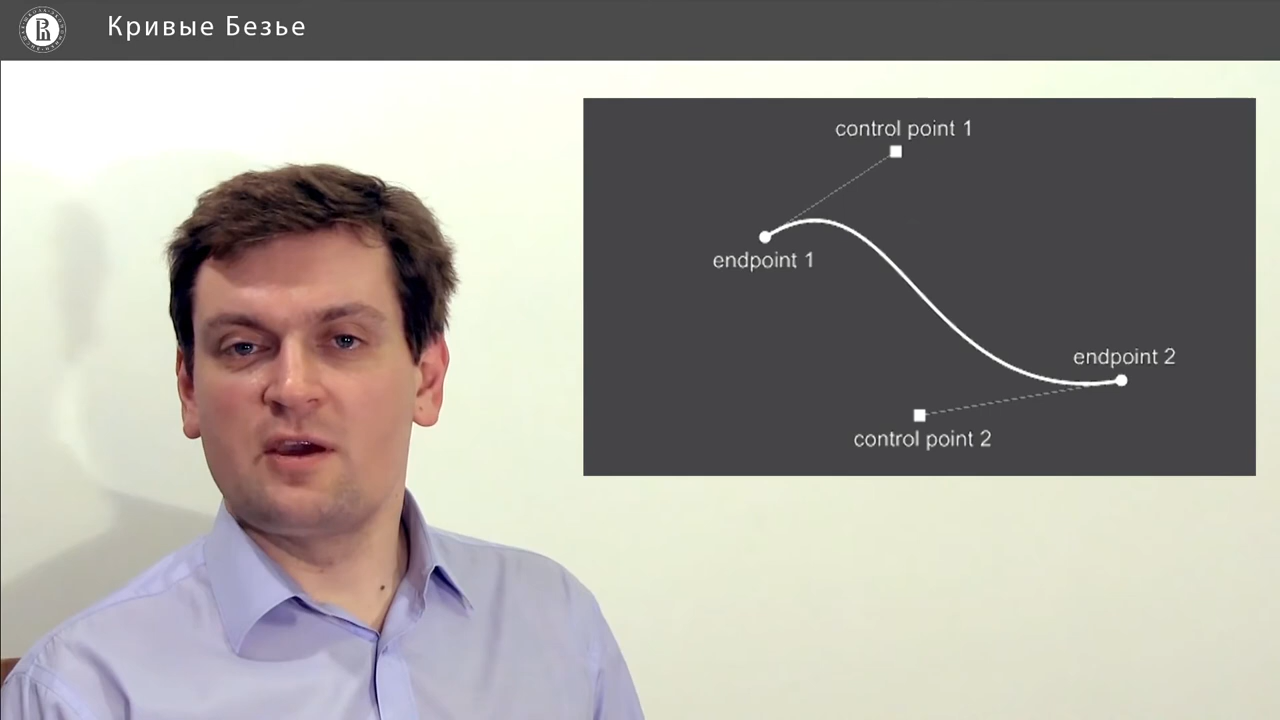 Кривые Безье
control point 1
endpoint 1
endpoint 2
control point 2